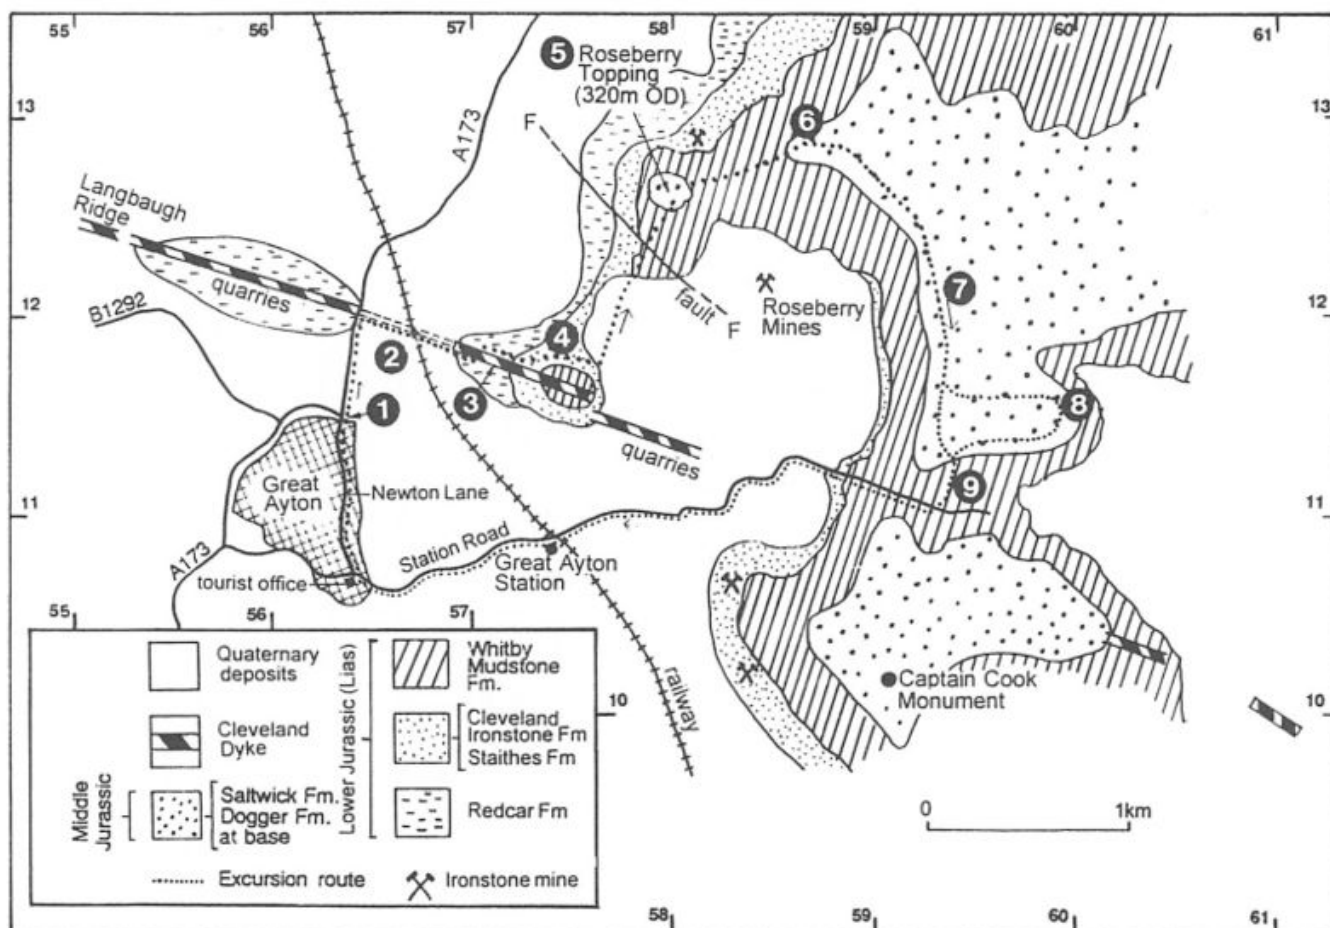 55
56
57
58
59
60
61
5
Roseberry
Topping
(320m OD)
13
13
A173
F
6
Langbaugh
Ridge
quarries
12
12
B1292
fault
F
Roseberry
Mines
7
2
4
1
3
8
quarries
Great
Ayton
Newton Lane
9
11
11
Station Road
Great Ayton
Station
A173
tourist office
55
56
57
railway
Captain Cook
Monument
10
10
Quaternary
deposits
Cleveland
Dyke
Middle
Jurassic
Saltwick Fm.
Dogger Fm.
at base
Lower Jurassic (Lias)
Whitby
Mudstone
Fm.
Cleveland
Ironstone Fm
Staithes Fm
Redcar Fm
Excursion route
Ironstone mine
0
1km
58
59
60
61